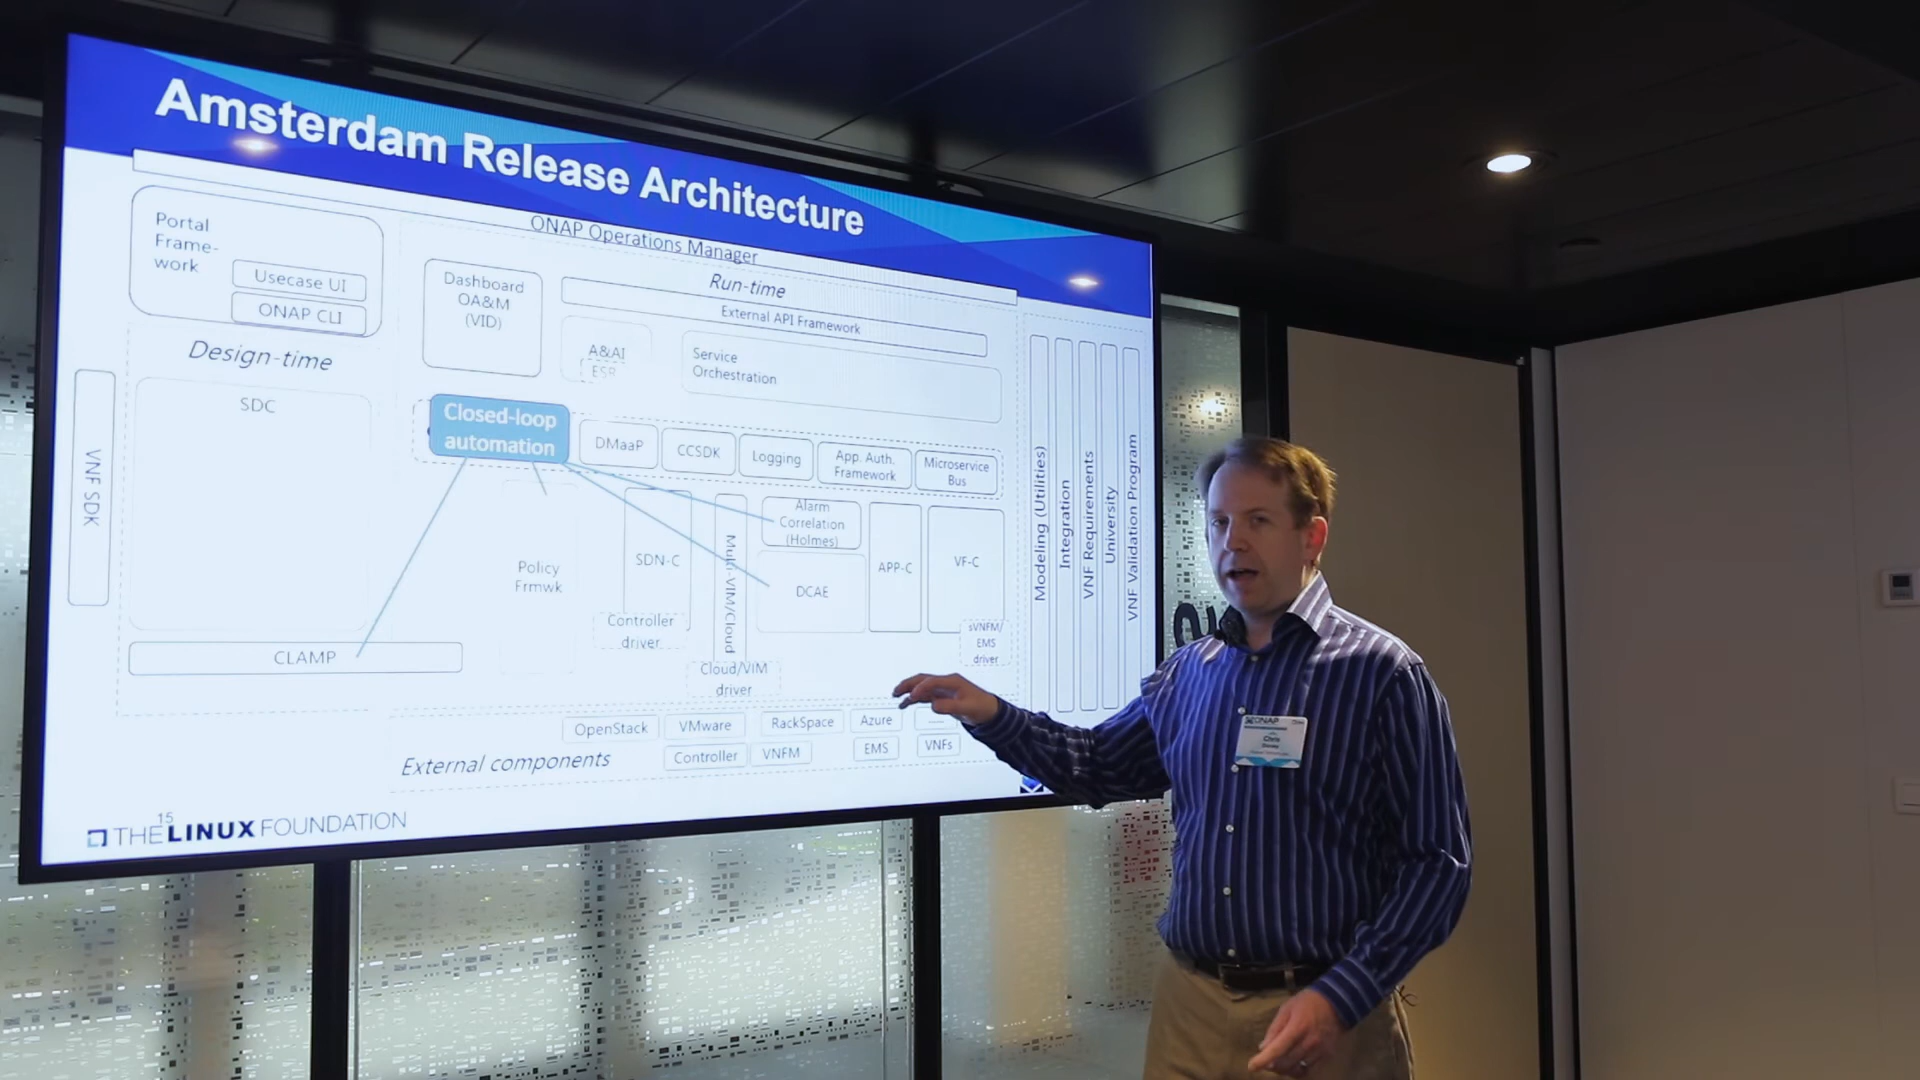 Amsterdam Release Architecture
ONAP Operations Manager
Portal
Frame-
work
Usecase UI
ONAP CLI
Design-time
SDC
VNF SDK
CLAMP
Dashboard
OA&M
(VID)
Run-time
External API Framework
A&AI
ESR
Service
Orchestration
Closed-loop
automation
DMaaP
CCSDK
Logging
App. Auth.
Framework
Microservice
Bus
Policy
Frmwk
SDN-C
Controller
driver
Multi-VIM/Cloud
Cloud/VIM
driver
Alarm
Correlation
(Holmes)
DCAE
APP-C
VF-C
sVNFM/
EMS
driver
Modeling (Utilities)
Integration
VNF Requirements
University
VNF Validation Program
External components
OpenStack
VMware
RackSpace
Azure
...
Controller
VNFM
EMS
VNFs
15
THE LINUX FOUNDATION
ONAP
Chris